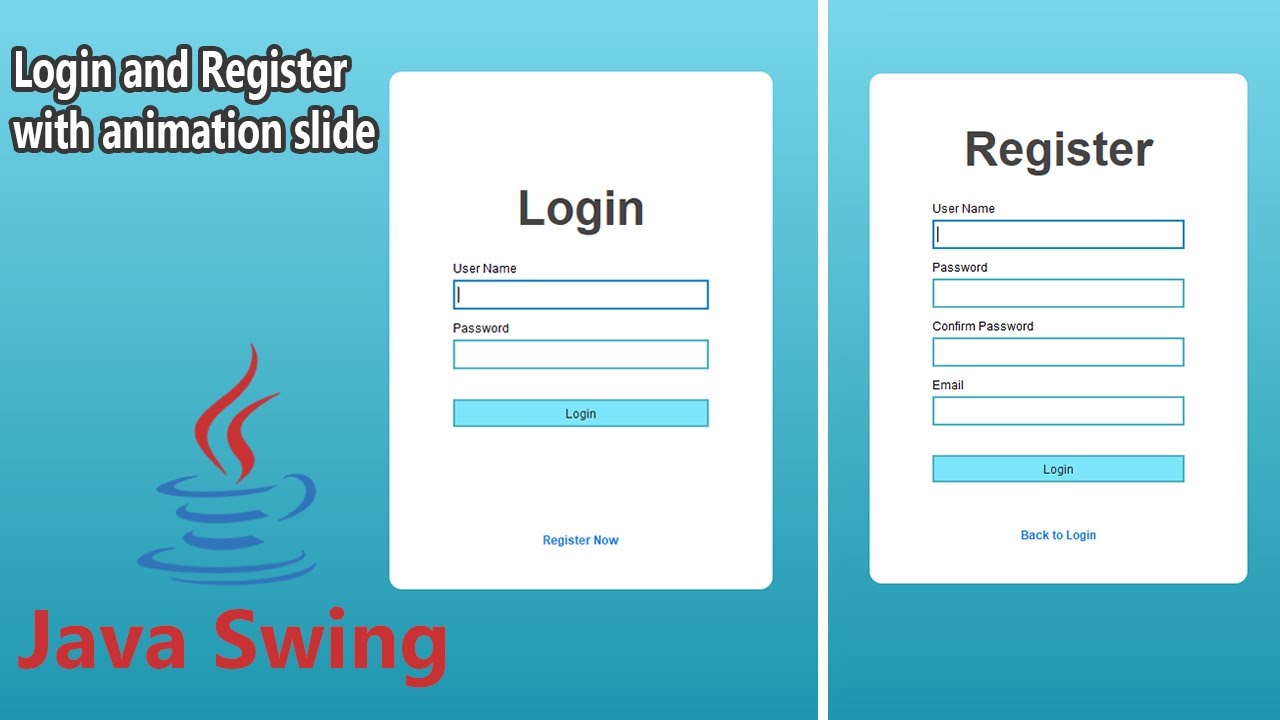 Login and Register
with animation slide
Java Swing
Login
User Name
Password
Login
Register Now
Register
User Name
Password
Confirm Password
Email
Login
Back to Login